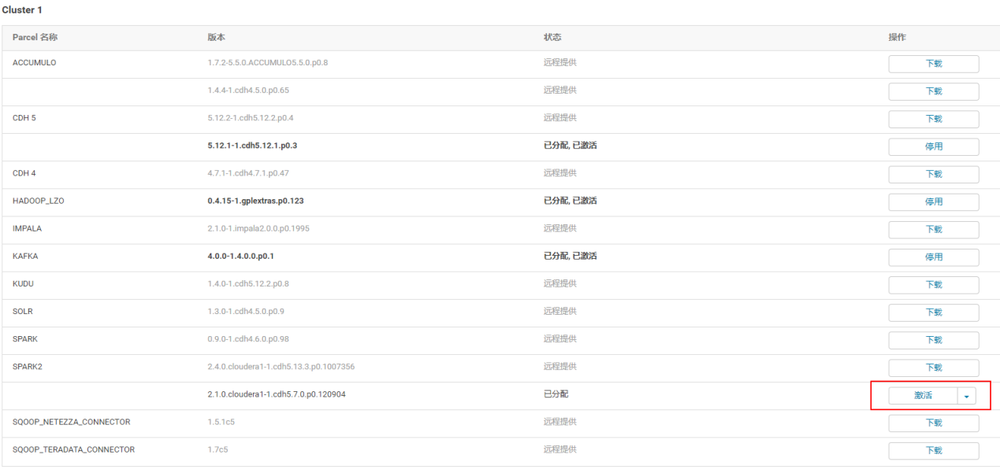 Cluster 1
Parcel 名称 版本 状态 操作
ACCUMULO 1.7.2-5.5.0.ACCUMULO5.5.0.p0.8 远程提供 下载
1.4.4-1.cdh4.5.0.p0.65 远程提供 下载
CDH 5 5.12.2-1.cdh5.12.2.p0.4 远程提供 下载
5.12.1-1.cdh5.12.1.p0.3 已分配, 已激活 停用
CDH 4 4.7.1-1.cdh4.7.1.p0.47 远程提供 下载
HADOOP_LZO 0.4.15-1.gplextras.p0.123 已分配, 已激活 停用
IMPALA 2.1.0-1.impala2.0.0.p0.1995 远程提供 下载
KAFKA 4.0.0-1.4.0.0.p0.1 已分配, 已激活 停用
KUDU 1.4.0-1.cdh5.12.2.p0.8 远程提供 下载
SOLR 1.3.0-1.cdh4.5.0.p0.9 远程提供 下载
SPARK 0.9.0-1.cdh4.6.0.p0.98 远程提供 下载
SPARK2 2.4.0.cloudera1-1.cdh5.13.3.p0.1007356 远程提供 下载
2.1.0.cloudera1-1.cdh5.7.0.p0.120904 已分配 激活
SQOOP_NETEZZA_CONNECTOR 1.5.1c5 远程提供 下载
SQOOP_TERADATA_CONNECTOR 1.7c5 远程提供 下载